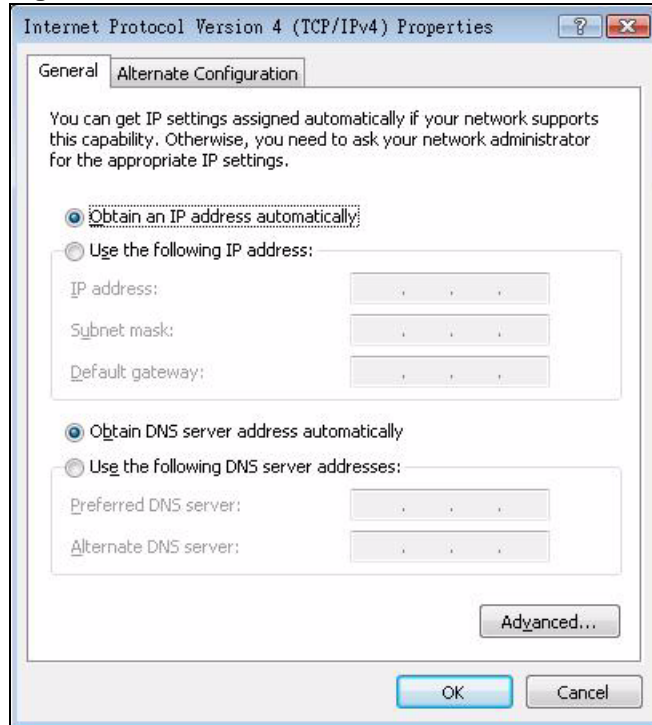 Internet Protocol Version 4 (TCP/IPv4) Properties
General
Alternate Configuration
You can get IP settings assigned automatically if your network supports
this capability. Otherwise, you need to ask your network administrator
for the appropriate IP settings.
Obtain an IP address automatically
Use the following IP address:
IP address:
Subnet mask:
Default gateway:
Obtain DNS server address automatically
Use the following DNS server addresses:
Preferred DNS server:
Alternate DNS server:
Advanced...
OK
Cancel